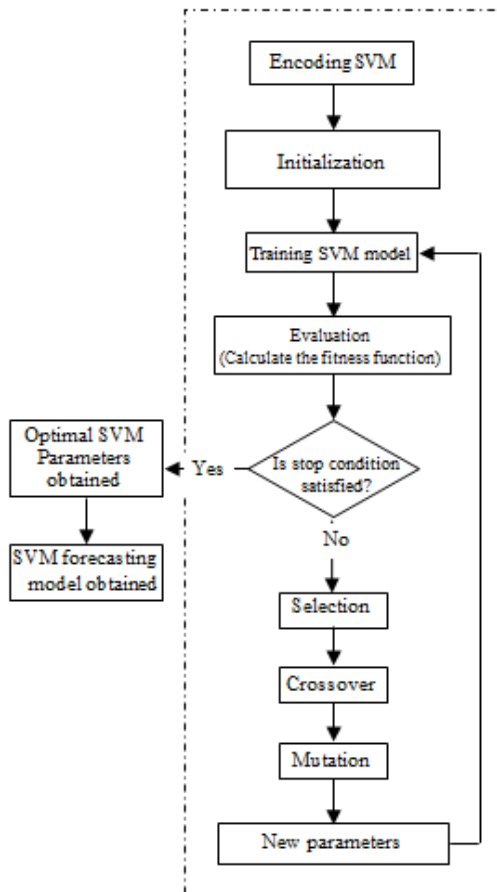 Encoding SVM
Initialization
Training SVM model
Evaluation
(Calculate the fitness function)
Is stop condition
satisfied?
Yes
Optimal SVM
Parameters
obtained
SVM forecasting
model obtained
No
Selection
Crossover
Mutation
New parameters